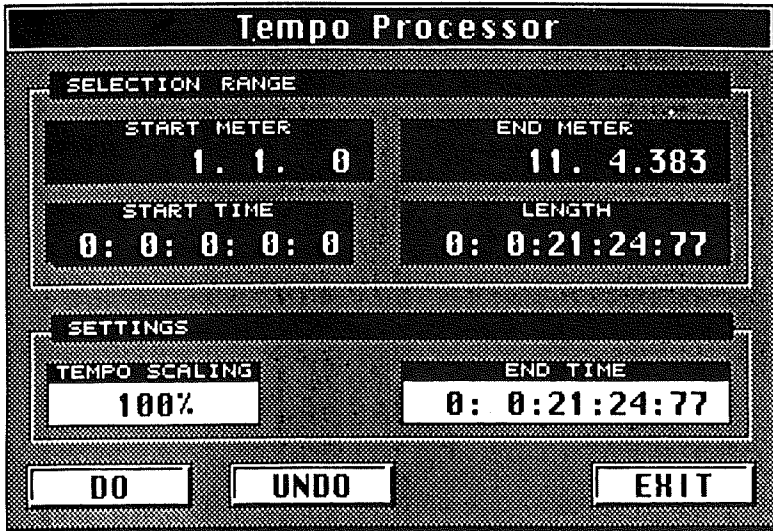 Tempo Processor
SELECTION RANGE
START METER END METER
1. 1. 0 11. 4.383
START TIME LENGTH
0: 0: 0: 0: 0 0: 0:21:24:77
SETTINGS
TEMPO SCALING END TIME
100% 0: 0:21:24:77
DO UNDO EXIT